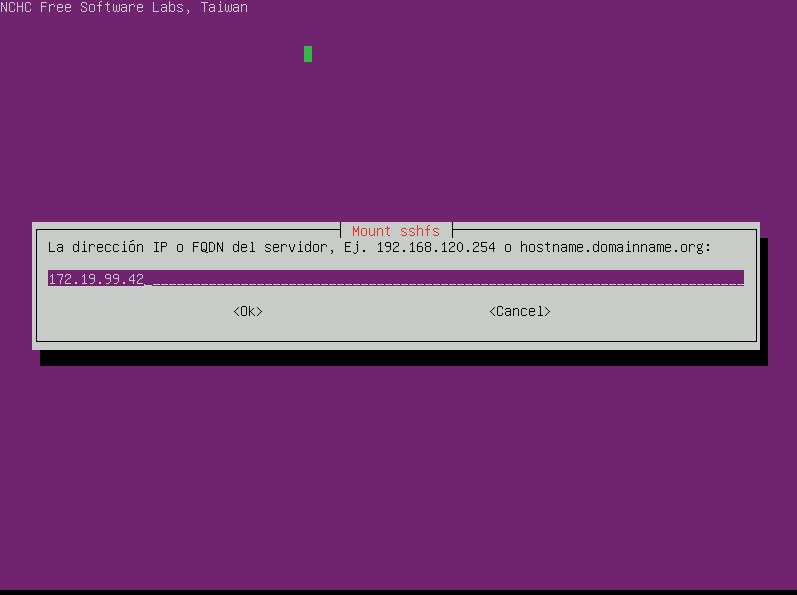 NCHC Free Software Labs, Taiwan
Mount sshfs
La dirección IP o FQDN del servidor, Ej. 192.168.120.254 o hostname.domainname.org:
172.19.99.42
<Ok> <Cancel>